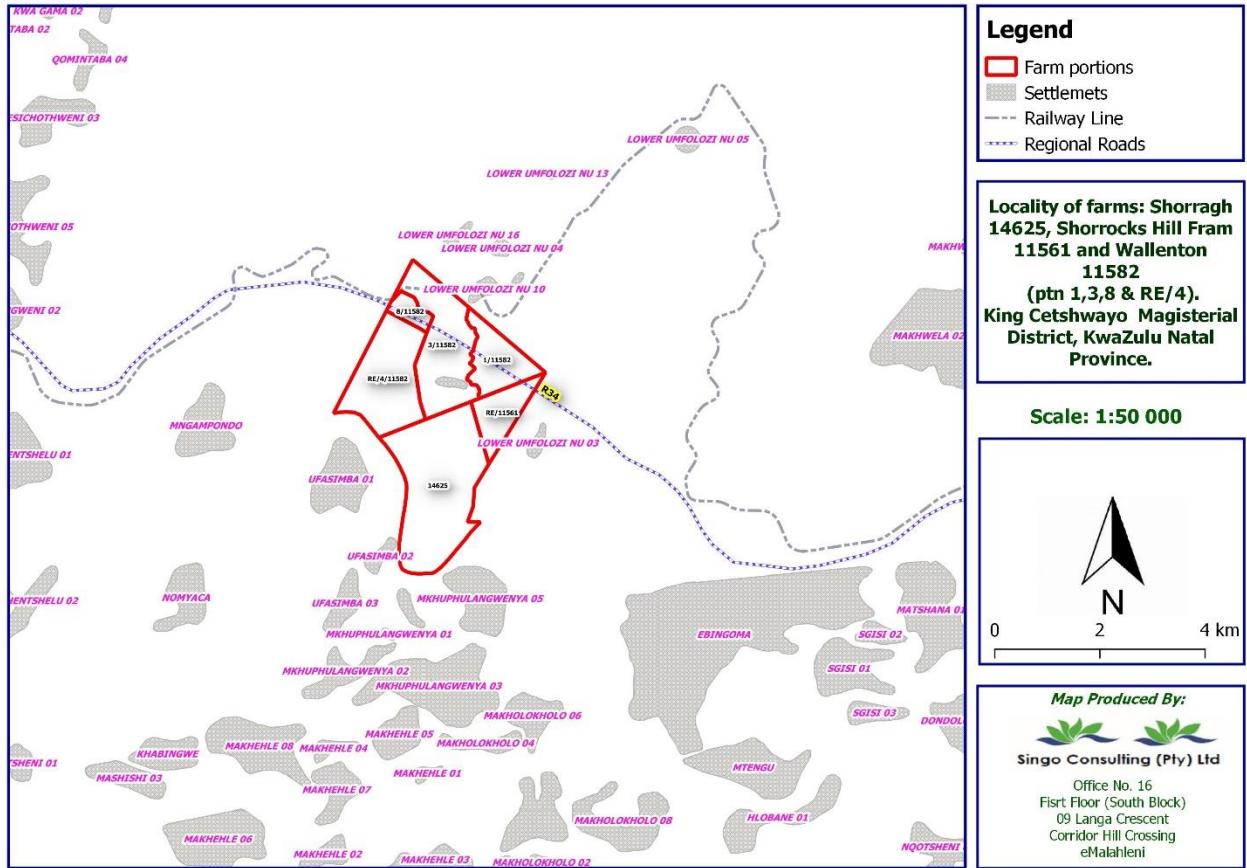 KWA GAMA 02
TABA 02
QOMINTABA 04
ESICHOTHWENI 03
OTHWENI 05
GWENI 02
ENTSHELU 01
HENTSHELU 02
TSHENI 01
LOWER UMFOLOZI NU 05
LOWER UMFOLOZI NU 13
LOWER UMFOLOZI NU 16
LOWER UMFOLOZI NU 04
LOWER UMFOLOZI NU 10
MAKHW
MAKHWELA 02
8/11582
3/11582
1/11582
RE/4/11582
R34
RE/11561
LOWER UMFOLOZI NU 03
14625
MNGAMPONDO
UFASIMBA 01
UFASIMBA 02
NOMYACA
UFASIMBA 03
MKHUPHULANGWENYA 05
MKHUPHULANGWENYA 01
MKHUPHULANGWENYA 02
MKHUPHULANGWENYA 03
EBINGOMA
MATSHANA 01
SGISI 02
SGISI 01
SGISI 03
DONDOLO
MAKHOLOKHOLO 06
MAKHOLOKHOLO 04
MAKHEHLE 05
MAKHEHLE 04
MAKHEHLE 08
KHABINGWE
MASHISHI 03
MAKHEHLE 01
MAKHEHLE 07
MTENGU
HLOBANE 01
MAKHOLOKHOLO 08
MAKHEHLE 06
MAKHEHLE 02
MAKHEHLE 03
MAKHOLOKHOLO 02
NQOTSHENI
Legend
Farm portions
Settlemets
Railway Line
Regional Roads
Locality of farms: Shorragh
14625, Shorrocks Hill Fram
11561 and Wallenton
11582
(ptn 1,3,8 & RE/4).
King Cetshwayo Magisterial
District, KwaZulu Natal
Province.
Scale: 1:50 000
N
0 2 4 km
Map Produced By:
Singo Consulting (Pty) Ltd
Office No. 16
Fisrt Floor (South Block)
09 Langa Crescent
Corridor Hill Crossing
eMalahleni